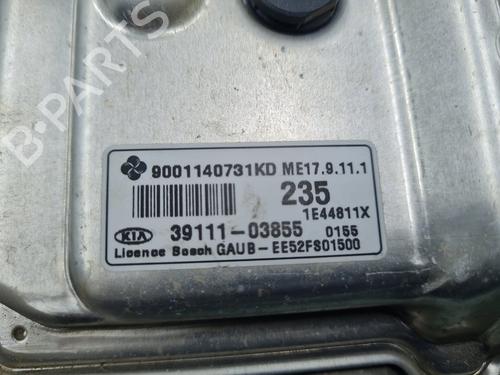 B-PARTS
9001140731KD ME17.9.11.1
235
1E44811X
KIA 39111-03855 0155
Licence Bosch GAUB-EE52FS01500